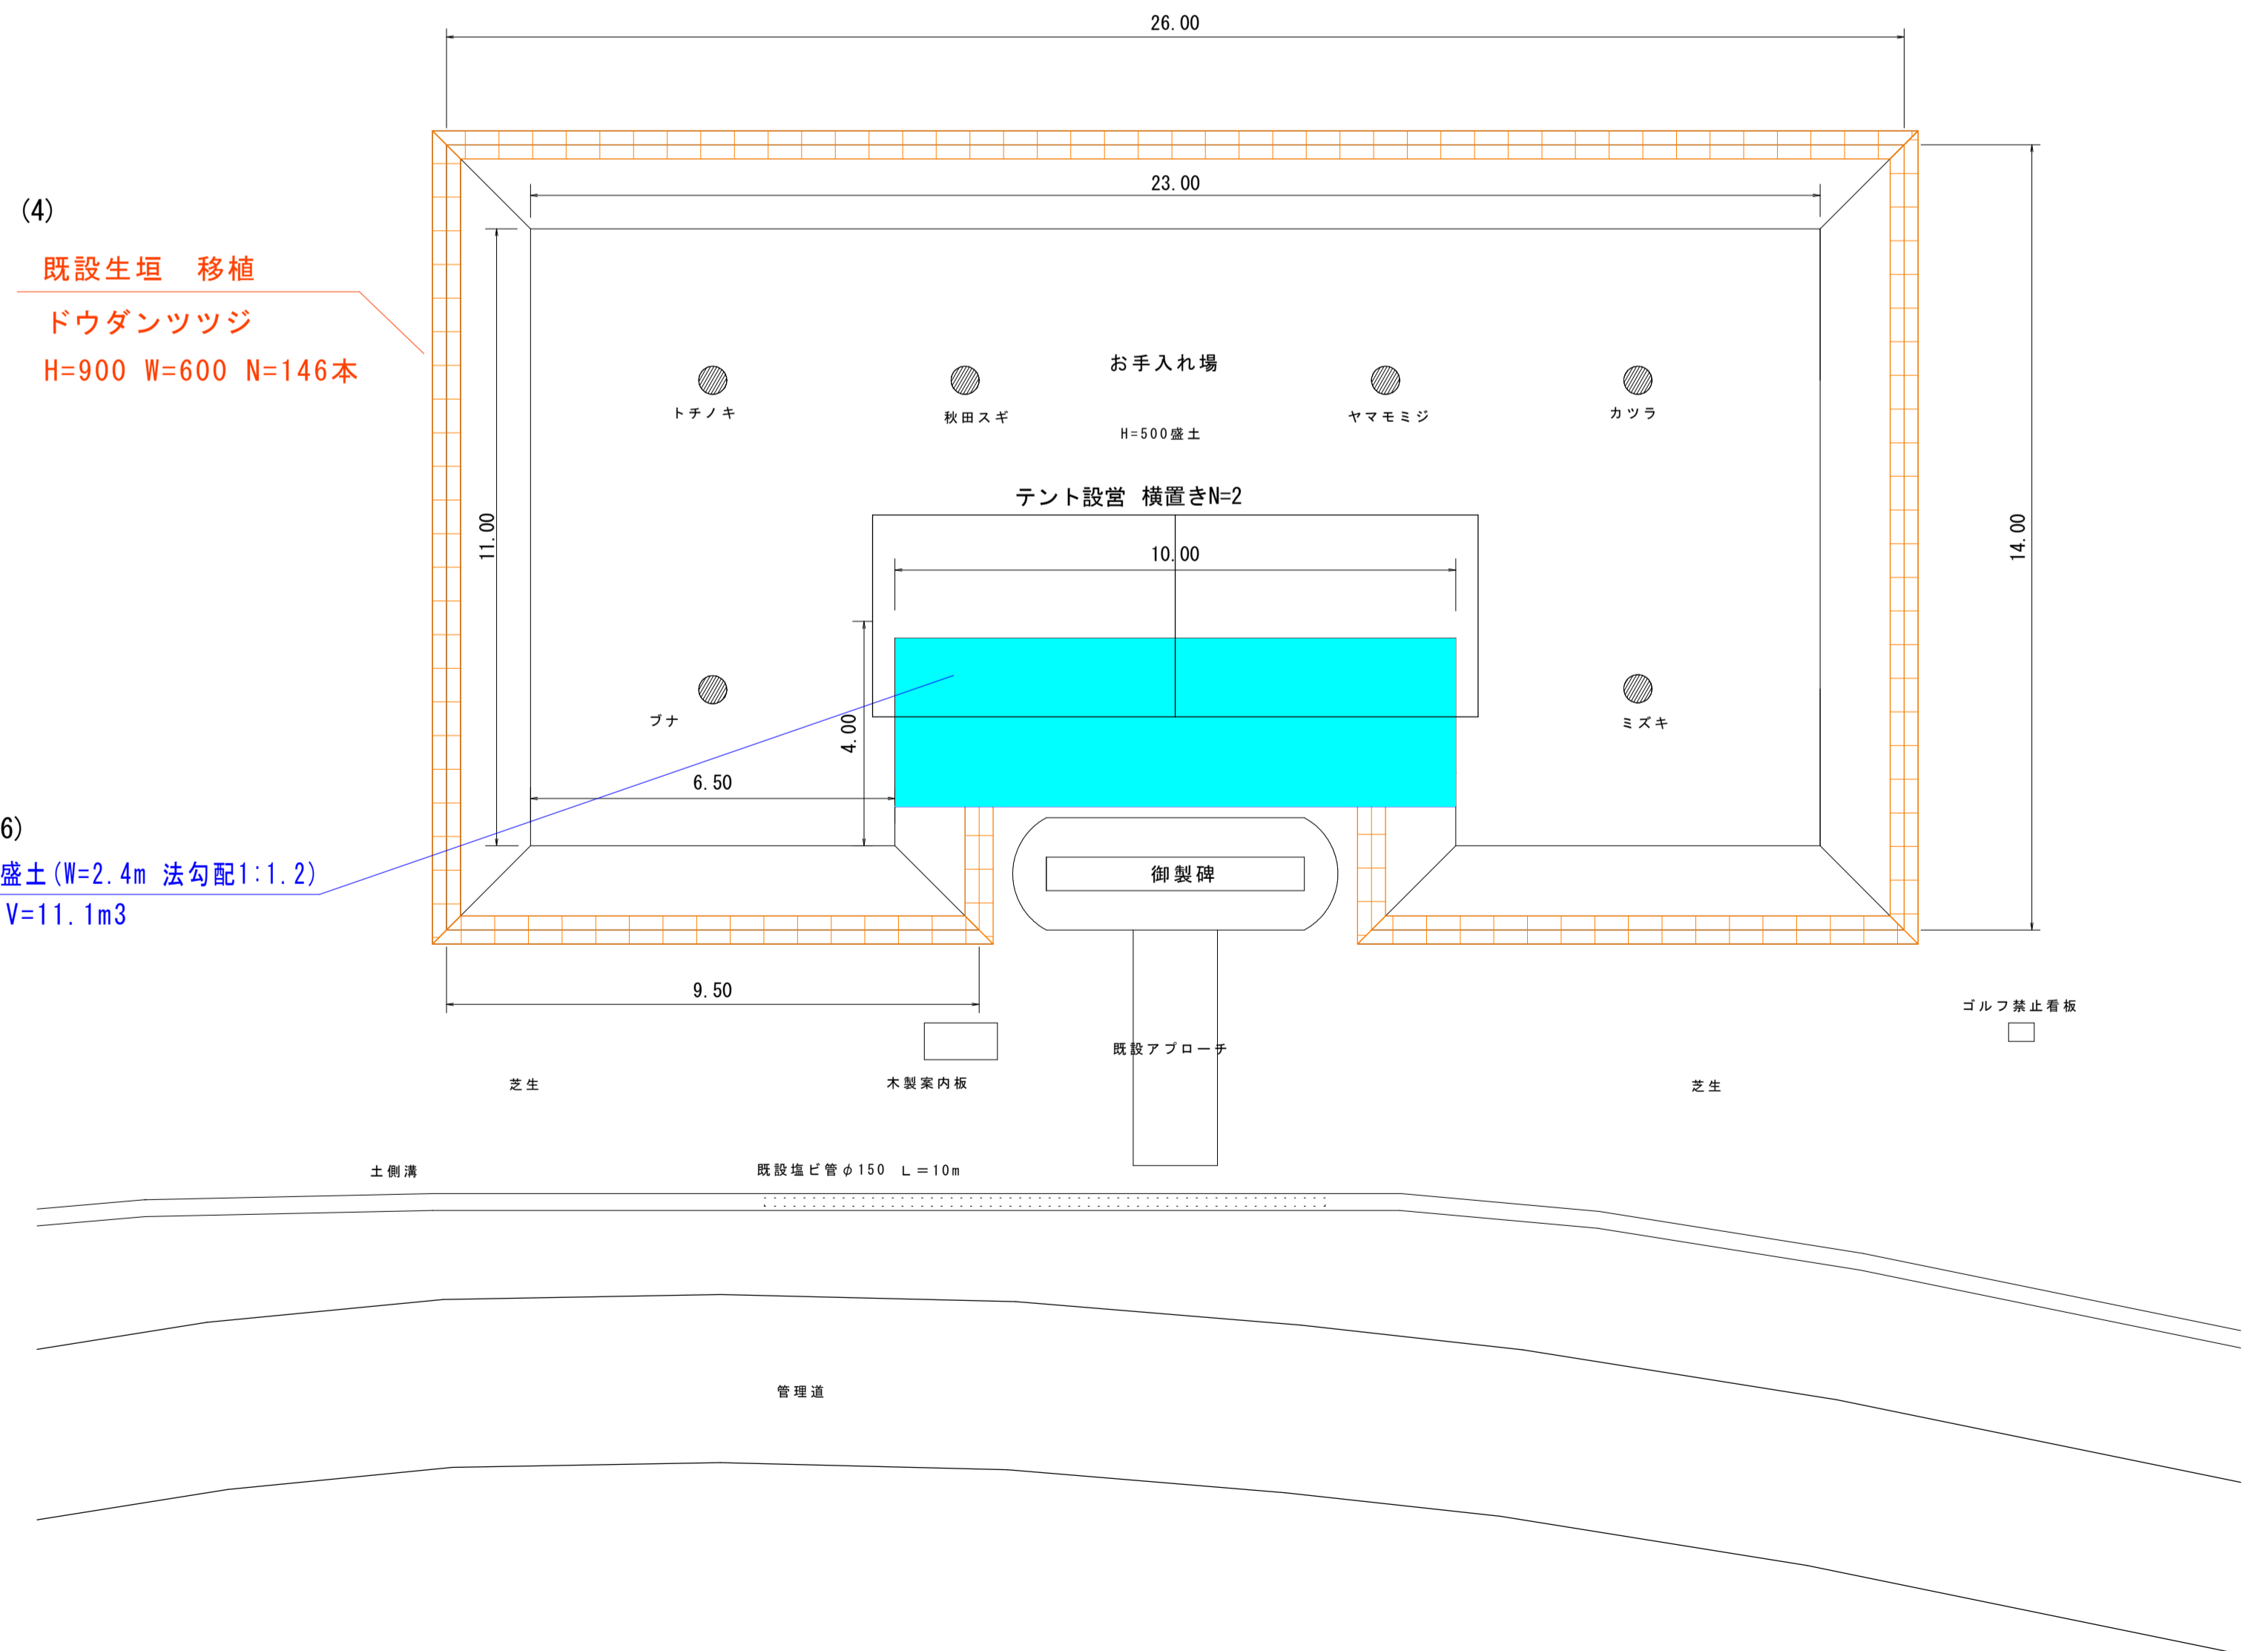 26.00
23.00
(4)
既設生垣　移植
ドウダンツツジ
H=900 W=600 N=146本
お手入れ場
トチノキ
秋田スギ
ヤマモミジ
カツラ
H=500盛土
テント設営 横置きN=2
11.00
14.00
10.00
4.00
ブナ
ミズキ
6.50
6)
盛土(W=2.4m 法勾配1:1.2)
V=11.1m3
御製碑
9.50
ゴルフ禁止看板
既設アプローチ
芝生
木製案内板
芝生
土側溝
既設塩ビ管φ150 L=10m
管理道